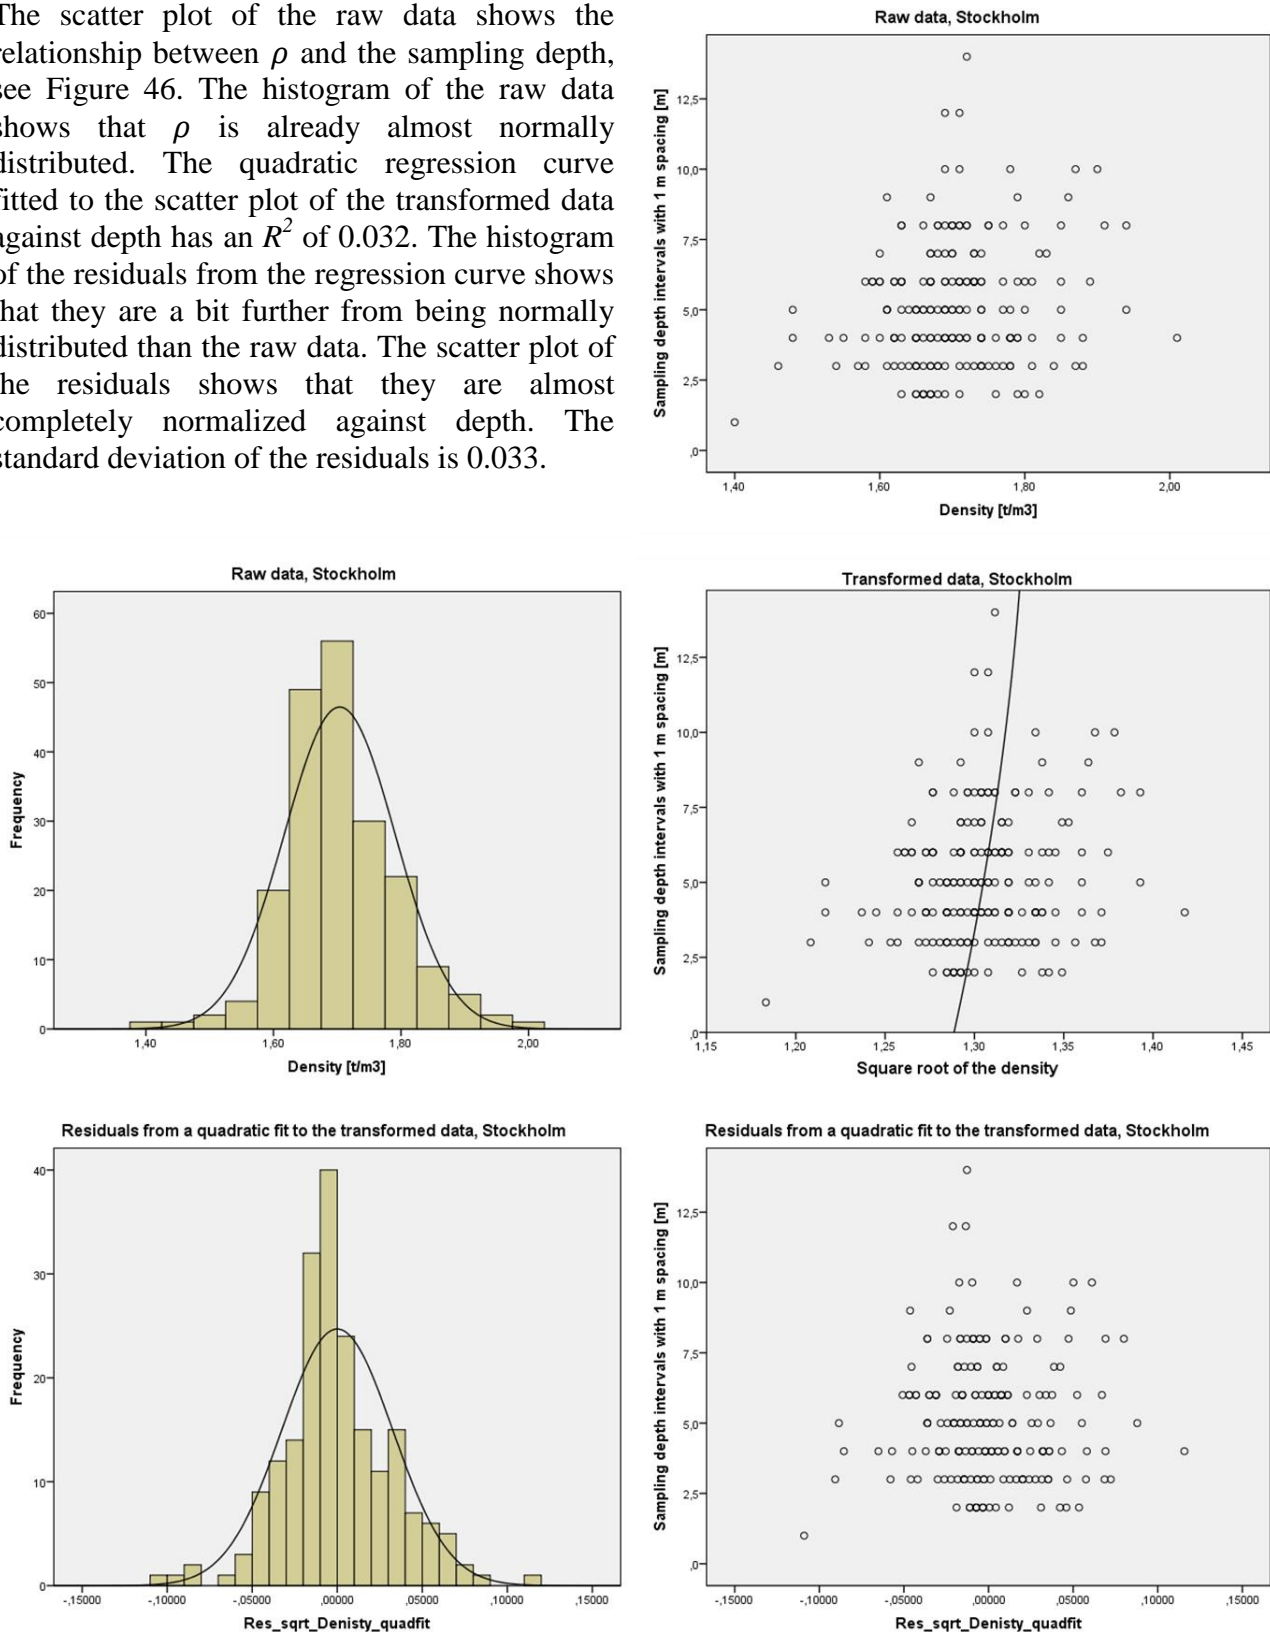 The scatter plot of the raw data shows the
relationship between ρ and the sampling depth,
see Figure 46. The histogram of the raw data
shows that ρ is already almost normally
distributed. The quadratic regression curve
fitted to the scatter plot of the transformed data
against depth has an R² of 0.032. The histogram
of the residuals from the regression curve shows
that they are a bit further from being normally
distributed than the raw data. The scatter plot of
the residuals shows that they are almost
completely normalized against depth. The
standard deviation of the residuals is 0.033.
Raw data, Stockholm
Sampling depth intervals with 1 m spacing [m]
12,5
10,0
7,5
5,0
2,5
,0
1,40 1,60 1,80 2,00
Density [t/m3]
Raw data, Stockholm
Frequency
60
50
40
30
20
10
0
1,40 1,60 1,80 2,00
Density [t/m3]
Transformed data, Stockholm
Sampling depth intervals with 1 m spacing [m]
12,5
10,0
7,5
5,0
2,5
,0
1,15 1,20 1,25 1,30 1,35 1,40 1,45
Square root of the density
Residuals from a quadratic fit to the transformed data, Stockholm
Frequency
40
30
20
10
0
-,15000 -,10000 -,05000 ,00000 ,05000 ,10000 ,15000
Res_sqrt_Denisty_quadfit
Residuals from a quadratic fit to the transformed data, Stockholm
Sampling depth intervals with 1 m spacing [m]
12,5
10,0
7,5
5,0
2,5
,0
-,15000 -,10000 -,05000 ,00000 ,05000 ,10000 ,15000
Res_sqrt_Denisty_quadfit